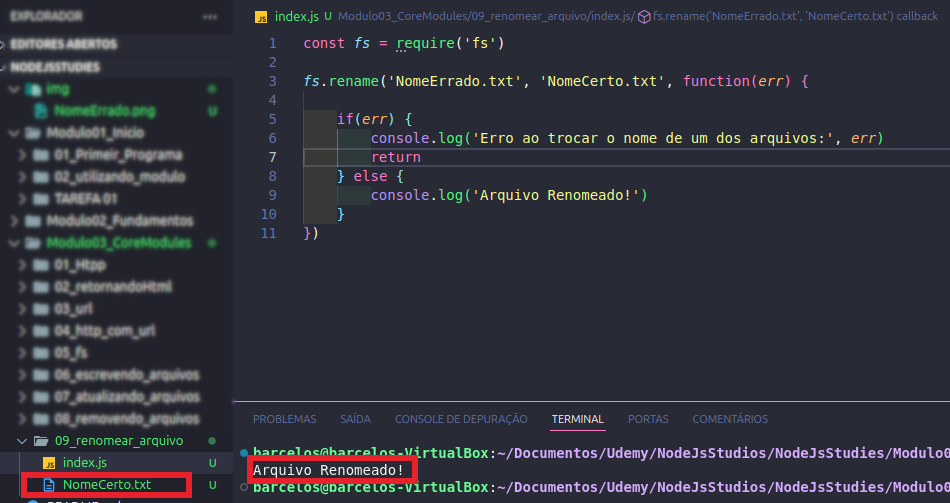 EXPLORADOR
EDITORES ABERTOS
NODEJSSTUDIES
img
NomeErrado.png U
Modulo01_Inicio
01_Primeir_Programa
02_utilizando_modulo
TAREFA 01
Modulo02_Fundamentos
Modulo03_CoreModules
01_Htpp
02_retornandoHtml
03_url
04_http_com_url
05_fs
06_escrevendo_arquivos
07_atualizando_arquivos
08_removendo_arquivos
09_renomear_arquivo
JS index.js U
NomeCerto.txt U
JS index.js U Modulo03_CoreModules/09_renomear_arquivo/index.js/ fs.rename('NomeErrado.txt', 'NomeCerto.txt') callback
1 const fs = require('fs')
2
3 fs.rename('NomeErrado.txt', 'NomeCerto.txt', function(err) {
4
5 if(err) {
6 console.log('Erro ao trocar o nome de um dos arquivos:', err)
7 return
8 } else {
9 console.log('Arquivo Renomeado!')
10 }
11 })
PROBLEMAS SAÍDA CONSOLE DE DEPURAÇÃO TERMINAL PORTAS COMENTÁRIOS
barcelos@barcelos-VirtualBox:~/Documentos/Udemy/NodeJsStudios/NodeJsStudies/Modulo0
Arquivo Renomeado!
barcelos@barcelos-VirtualBox:~/Documentos/Udemy/NodeJsStudios/NodeJsStudies/Modulo0